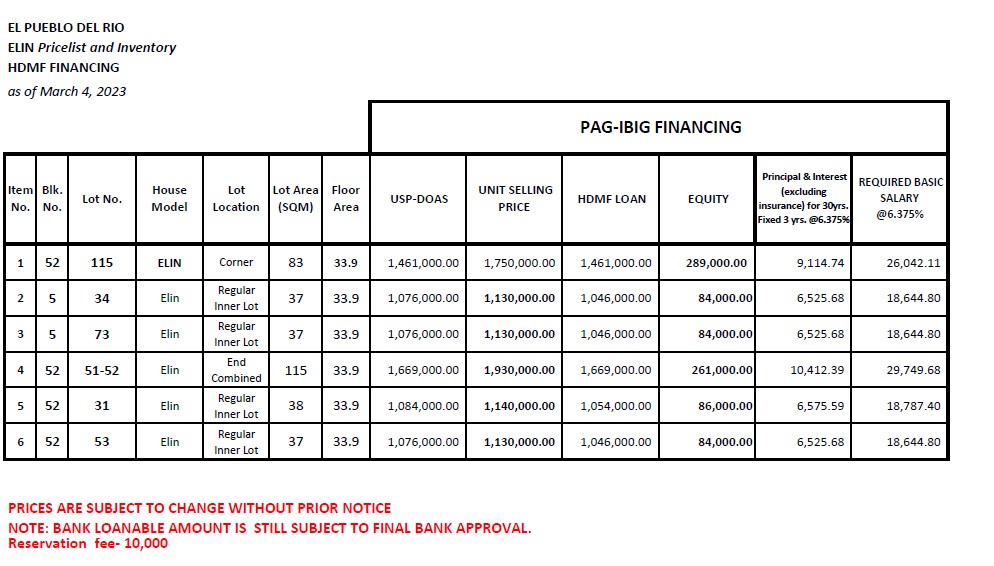 EL PUEBLO DEL RIO
ELIN Pricelist and Inventory
HDMF FINANCING
as of March 4, 2023
PAG-IBIG FINANCING
Item No. Blk. No. Lot No. House Model Lot Location Lot Area (SQM) Floor Area USP-DOAS UNIT SELLING PRICE HDMF LOAN EQUITY Principal & Interest (excluding insurance) for 30yrs. Fixed 3 yrs. @6.375% REQUIRED BASIC SALARY @6.375%
1 52 115 ELIN Corner 83 33.9 1,461,000.00 1,750,000.00 1,461,000.00 289,000.00 9,114.74 26,042.11
2 5 34 Elin Regular Inner Lot 37 33.9 1,076,000.00 1,130,000.00 1,046,000.00 84,000.00 6,525.68 18,644.80
3 5 73 Elin Regular Inner Lot 37 33.9 1,076,000.00 1,130,000.00 1,046,000.00 84,000.00 6,525.68 18,644.80
4 52 51-52 Elin End Combined 115 33.9 1,669,000.00 1,930,000.00 1,669,000.00 261,000.00 10,412.39 29,749.68
5 52 31 Elin Regular Inner Lot 38 33.9 1,084,000.00 1,140,000.00 1,054,000.00 86,000.00 6,575.59 18,787.40
6 52 53 Elin Regular Inner Lot 37 33.9 1,076,000.00 1,130,000.00 1,046,000.00 84,000.00 6,525.68 18,644.80
PRICES ARE SUBJECT TO CHANGE WITHOUT PRIOR NOTICE
NOTE: BANK LOANABLE AMOUNT IS STILL SUBJECT TO FINAL BANK APPROVAL.
Reservation fee- 10,000